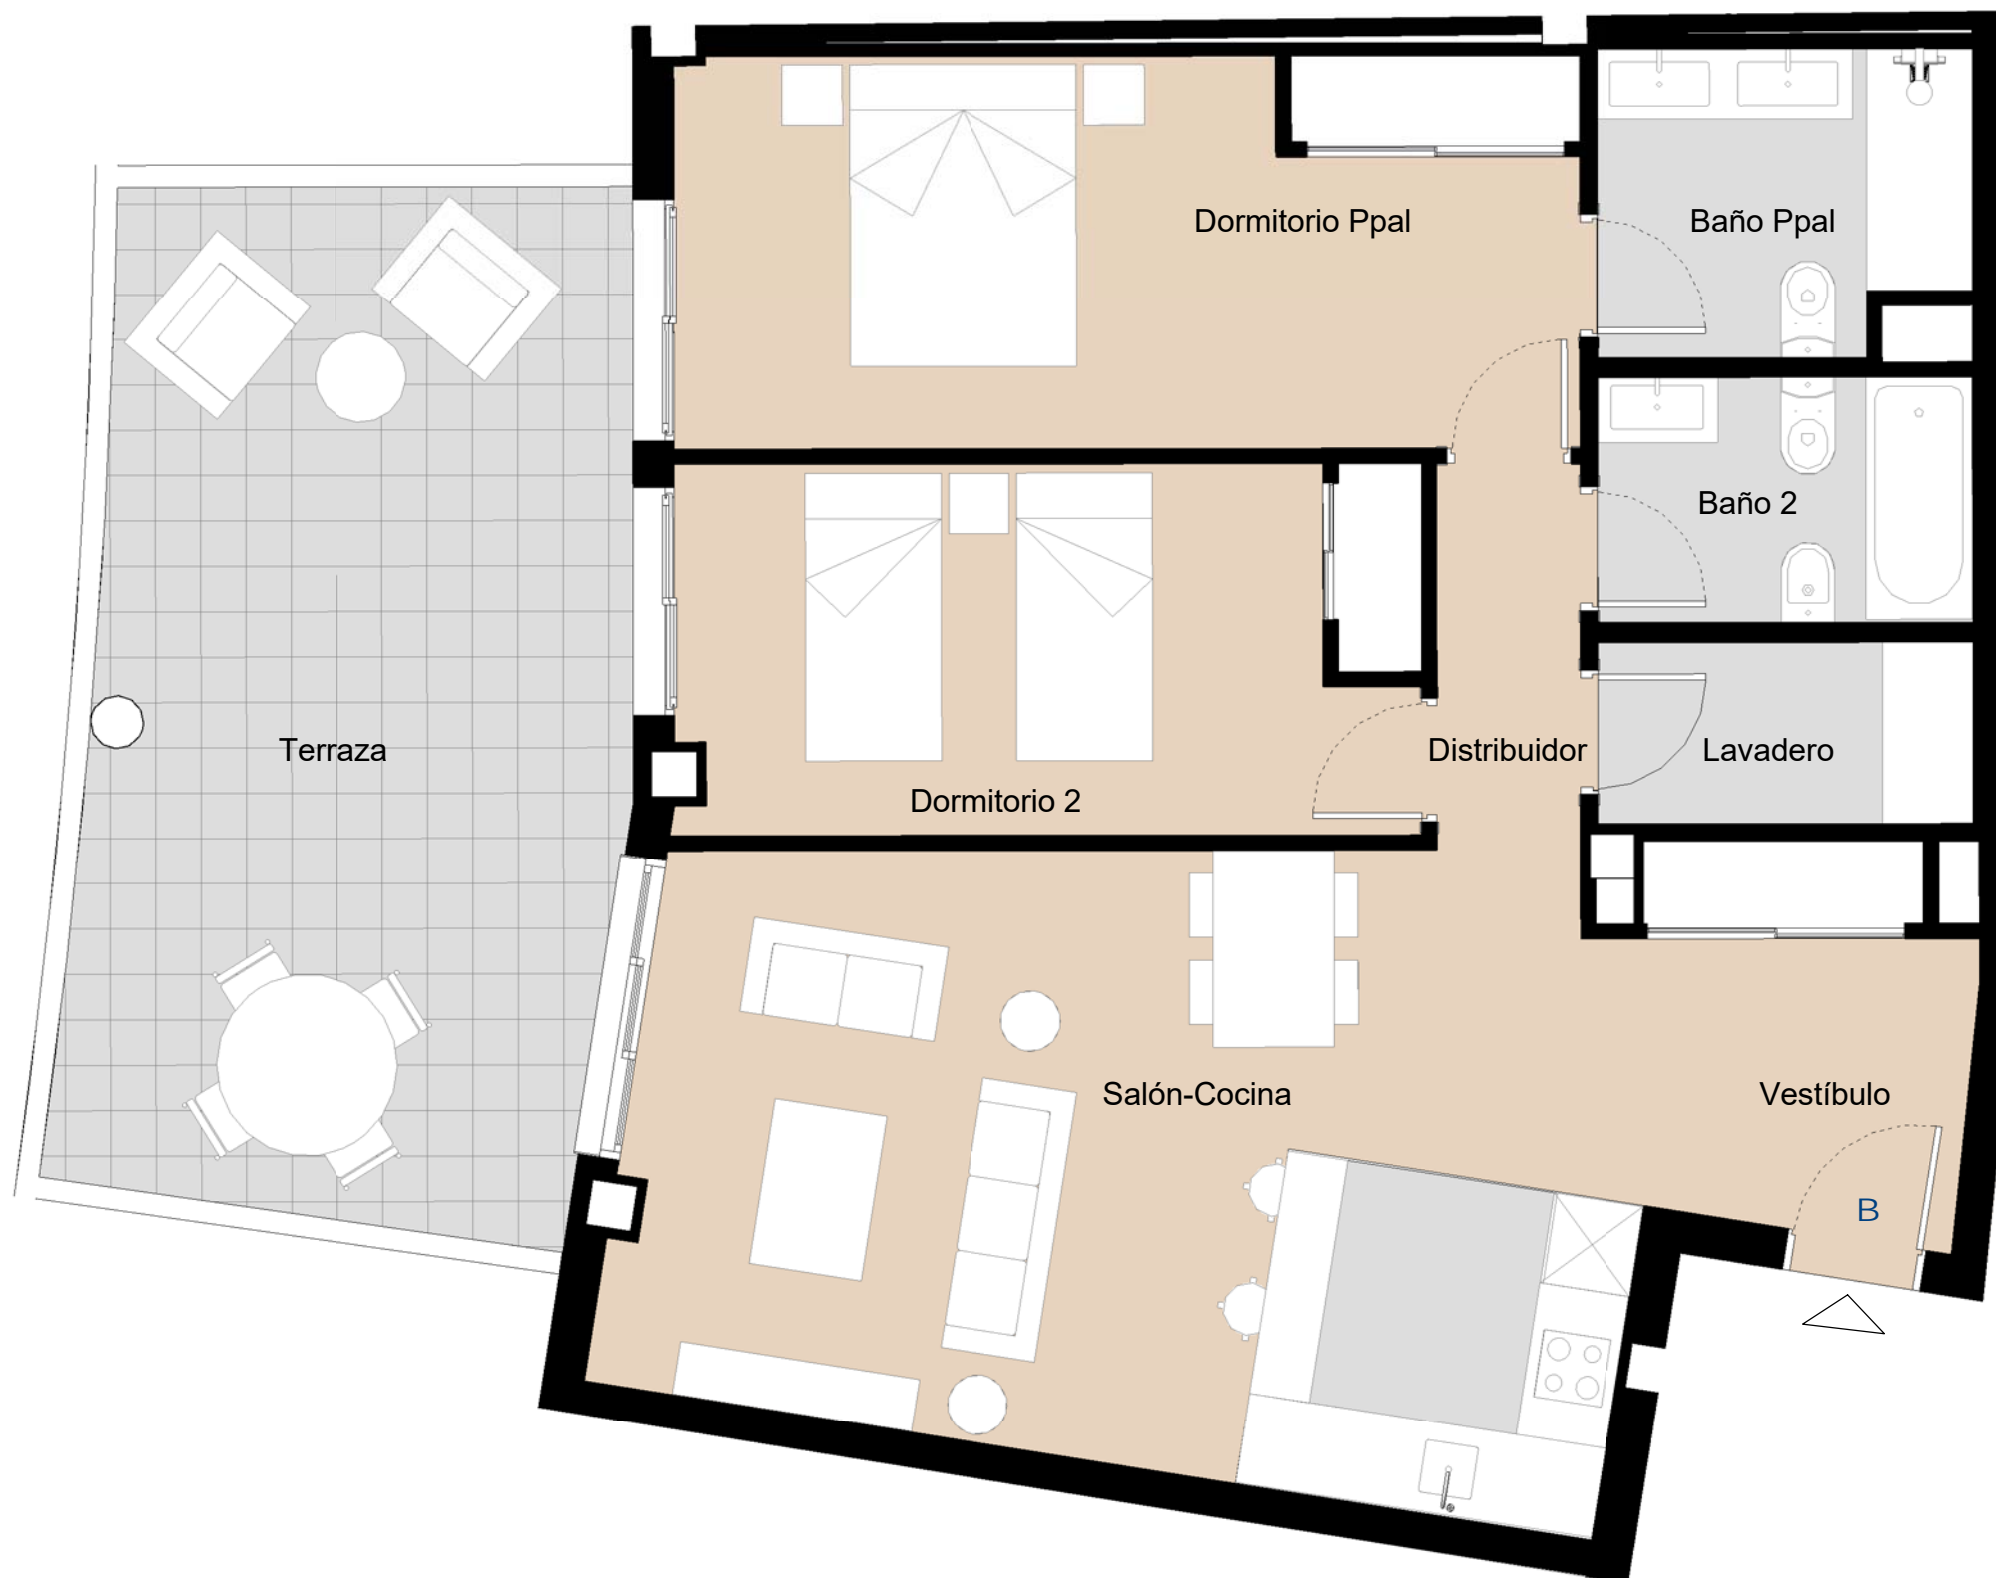 Dormitorio Ppal
Baño Ppal
Baño 2
Terraza
Dormitorio 2
Distribuidor
Lavadero
Salón-Cocina
Vestíbulo
B